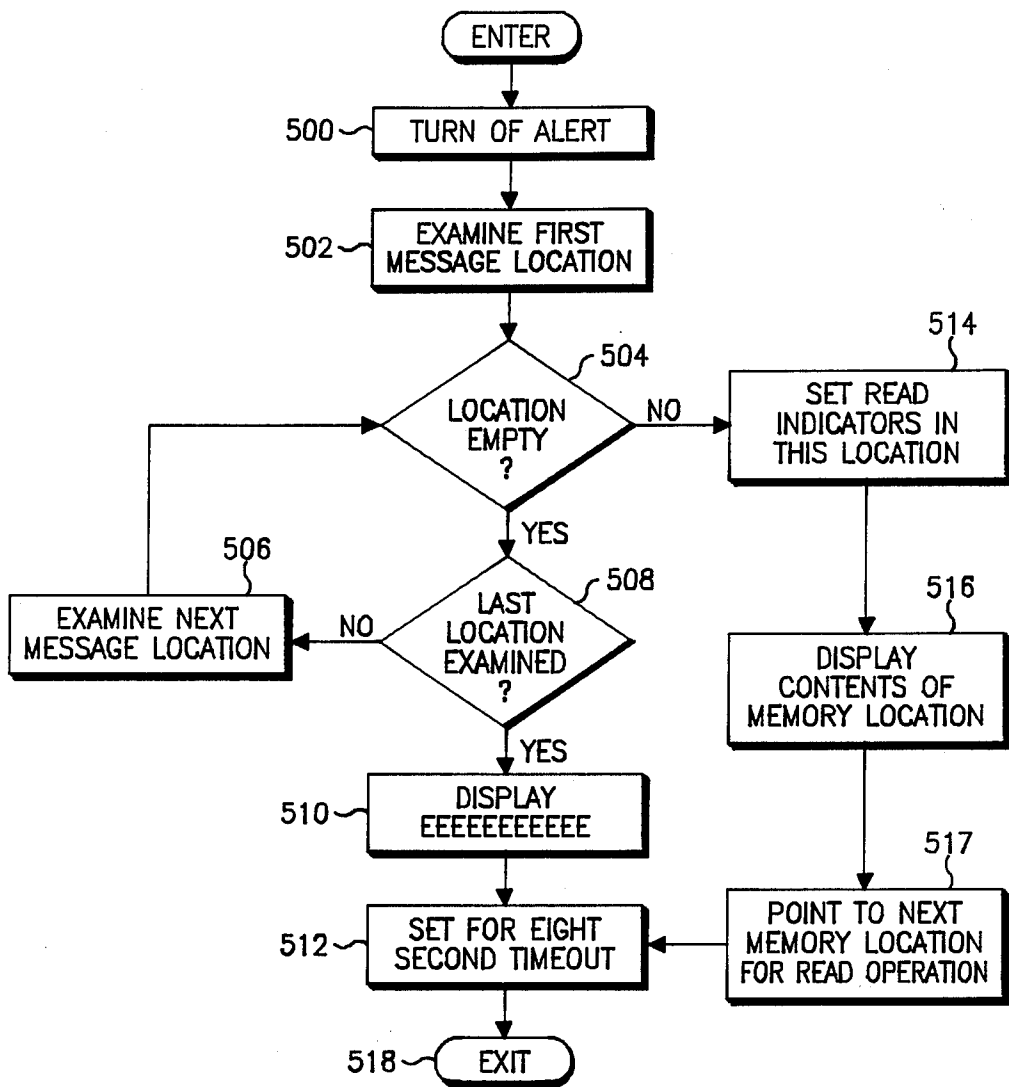 ENTER
500
TURN OF ALERT
502
EXAMINE FIRST
MESSAGE LOCATION
504
LOCATION
EMPTY
?
NO
YES
514
SET READ
INDICATORS IN
THIS LOCATION
506
EXAMINE NEXT
MESSAGE LOCATION
NO
508
LAST
LOCATION
EXAMINED
?
YES
516
DISPLAY
CONTENTS OF
MEMORY LOCATION
510
DISPLAY
EEEEEEEEEEE
517
POINT TO NEXT
MEMORY LOCATION
FOR READ OPERATION
512
SET FOR EIGHT
SECOND TIMEOUT
518
EXIT